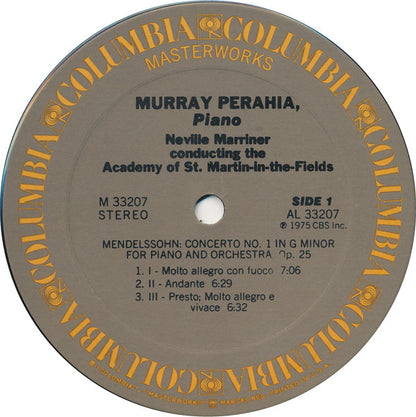 COLUMBIA COLUMBIA COLUMBIA COLUMBIA COLUMBIA COLUMBIA
MASTERWORKS
MURRAY PERAHIA,
Piano
Neville Marriner
conducting the
Academy of St. Martin-in-the-Fields
M 33207
STEREO
SIDE 1
AL 33207
℗ 1975 CBS Inc.
MENDELSSOHN: CONCERTO NO. 1 IN G MINOR
FOR PIANO AND ORCHESTRA, Op. 25
1. I - Molto allegro con fuoco 7:06
2. II - Andante 6:29
3. III - Presto; Molto allegro e
vivace 6:32
MASTERWORKS